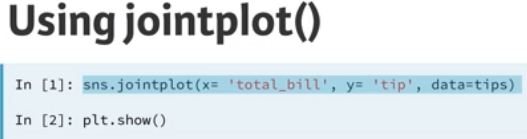 Using jointplot()
In [1]: sns.jointplot(x= 'total_bill', y= 'tip', data=tips)
In [2]: plt.show()